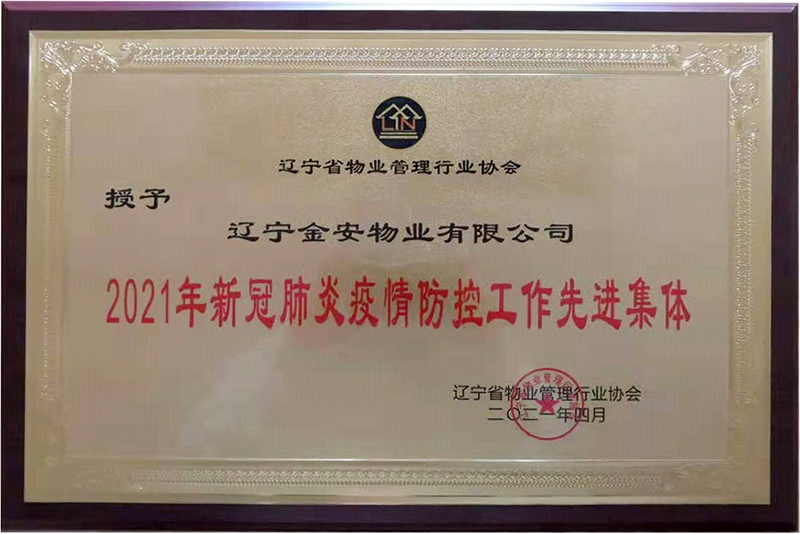 LN
辽宁省物业管理行业协会
授予
辽宁金安物业有限公司
2021年新冠肺炎疫情防控工作先进集体
辽宁省物业管理行业协会
二〇二一年四月